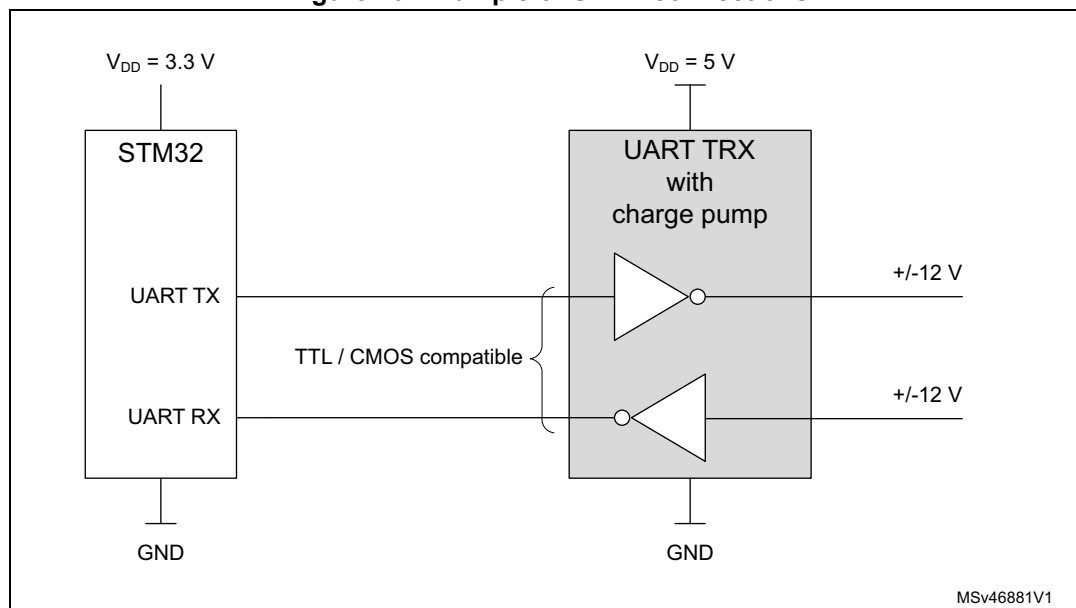 V_DD = 3.3 V
V_DD = 5 V
STM32
UART TRX
with
charge pump
+/-12 V
UART TX
TTL / CMOS compatible
+/-12 V
UART RX
GND
GND
MSv46881V1